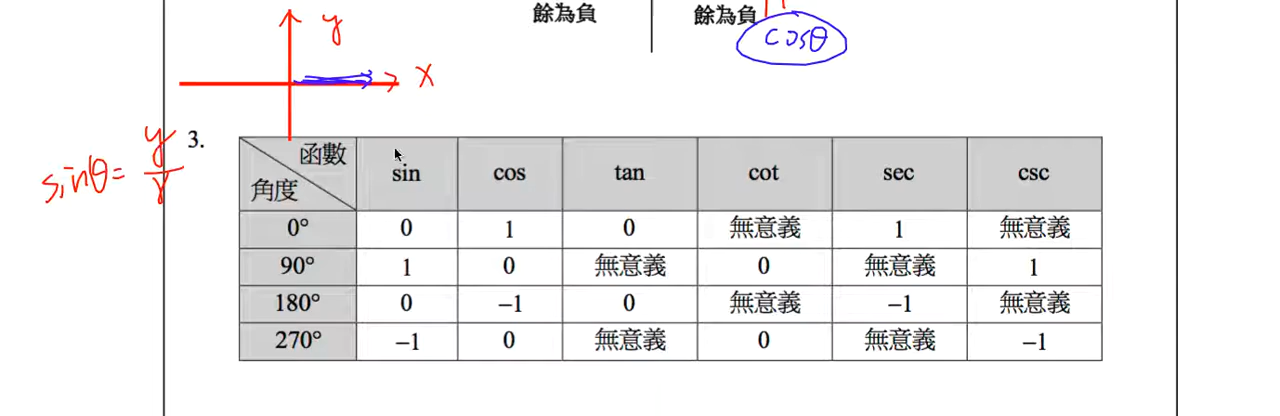 餘為負
餘為負
cosθ
y
x
sinθ= y/r
3.
函數
角度
sin cos tan cot sec csc
0° 0 1 0 無意義 1 無意義
90° 1 0 無意義 0 無意義 1
180° 0 –1 0 無意義 –1 無意義
270° –1 0 無意義 0 無意義 –1